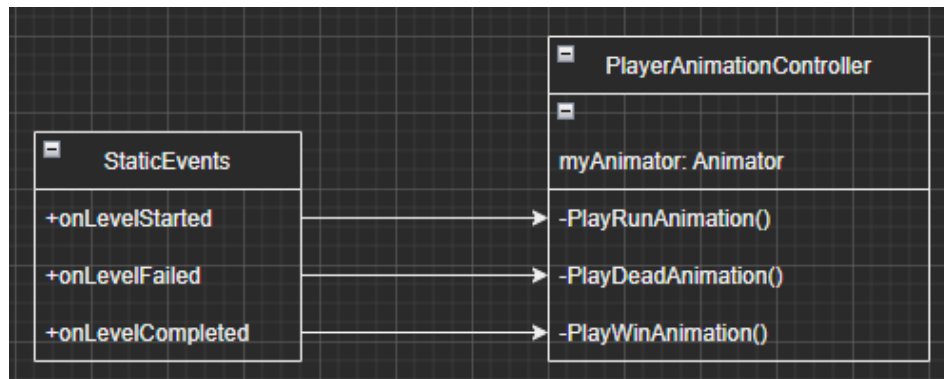 PlayerAnimationController
myAnimator: Animator
StaticEvents
+onLevelStarted
-PlayRunAnimation()
+onLevelFailed
-PlayDeadAnimation()
+onLevelCompleted
-PlayWinAnimation()